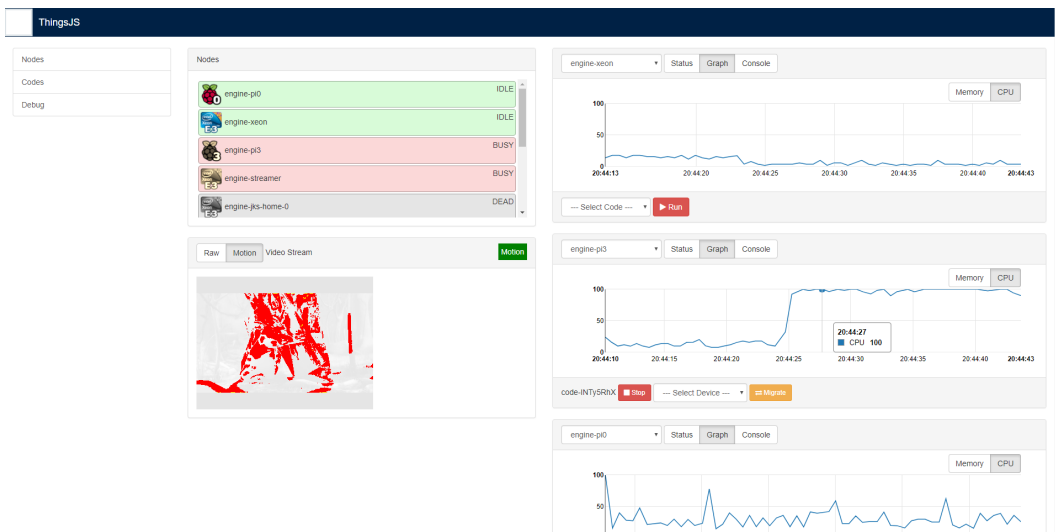 ThingsJS
Nodes
Codes
Debug
Nodes
engine-pi0 IDLE
engine-xeon IDLE
engine-pi3 BUSY
engine-streamer BUSY
engine-jks-home-0 DEAD
0
E3
3
E3
E3
Raw Motion Video Stream Motion
engine-xeon Status Graph Console
Memory CPU
100
50
0
20:44:13 20:44:20 20:44:25 20:44:30 20:44:35 20:44:40 20:44:43
--- Select Code --- Run
engine-pi3 Status Graph Console
Memory CPU
100
50
0
20:44:27
CPU 100
20:44:10 20:44:15 20:44:20 20:44:25 20:44:30 20:44:35 20:44:40 20:44:43
code-INTy5RhX Stop --- Select Device --- Migrate
engine-pi0 Status Graph Console
Memory CPU
100
50